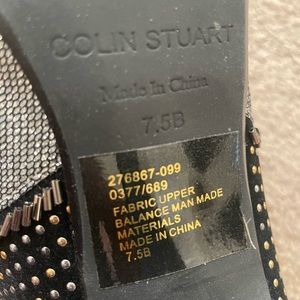 COLIN STUART
Made In China
7.5B
276867-099
0377/689
FABRIC UPPER
BALANCE MAN MADE
MATERIALS
MADE IN CHINA
7.5B